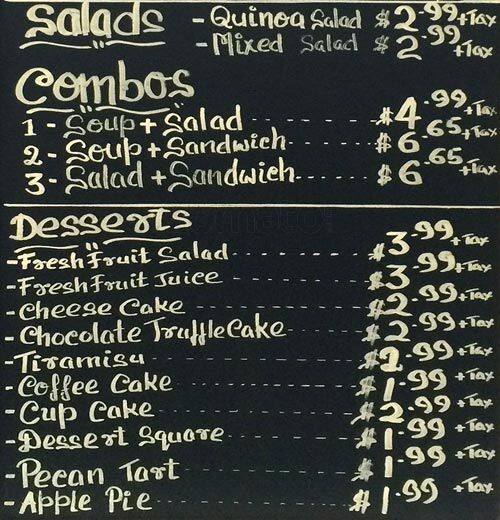 Salads - Quinoa Salad $2.99+Tax
- Mixed Salad $2.99+Tax
Combos
1 - Soup + Salad ------ $4.99+Tax
2 - Soup + Sandwich ------ $6.65+Tax
3 - Salad + Sandwich ------ $6.65+Tax
Desserts
- Fresh Fruit Salad ------ $3.99+Tax
- Fresh Fruit Juice ------ $3.99+Tax
- Cheese Cake ------ $2.99+Tax
- Chocolate Truffle Cake ------ $2.99+Tax
- Tiramisu ------ $2.99+Tax
- Coffee Cake ------ $1.99+Tax
- Cup Cake ------ $2.99+Tax
- Dessert Square ------ $1.99+Tax
- Pecan Tart ------ $1.99+Tax
- Apple Pie ------ $1.99+Tax